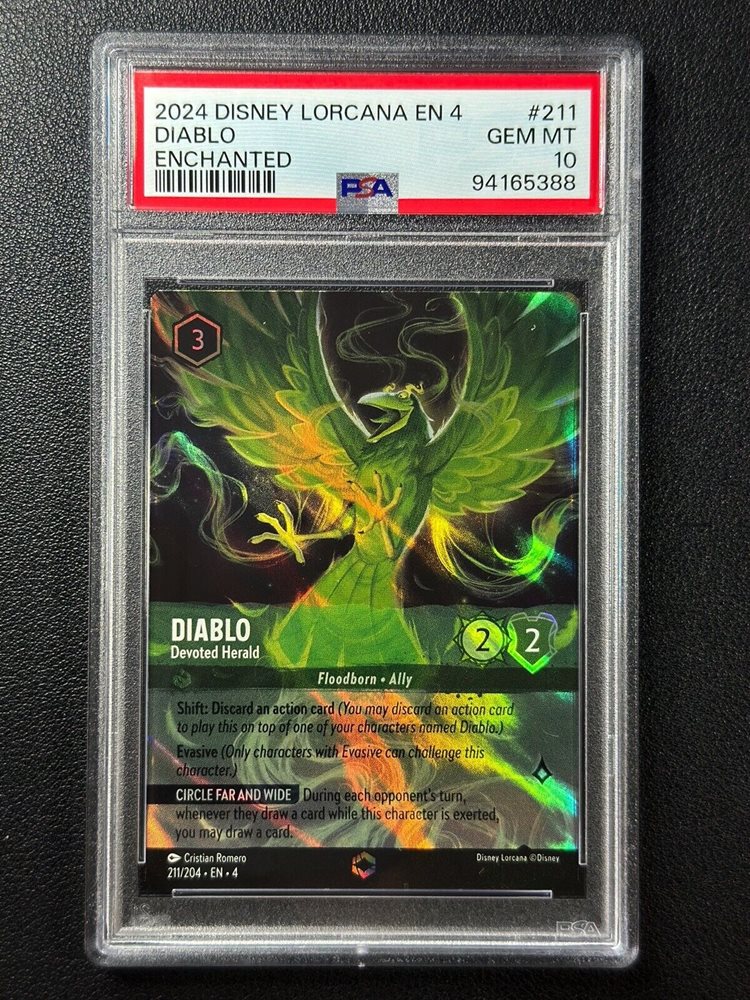 2024 DISNEY LORCANA EN 4 #211
DIABLO GEM MT
ENCHANTED 10
PSA 94165388
3
DIABLO
Devoted Herald
2 2
Floodborn • Ally
Shift: Discard an action card (You may discard an action card
to play this on top of one of your characters named Diablo.)
Evasive (Only characters with Evasive can challenge this
character.)
CIRCLE FAR AND WIDE During each opponent's turn,
whenever they draw a card while this character is exerted,
you may draw a card.
Cristian Romero
Disney Lorcana ©Disney
211/204 • EN • 4
PSA